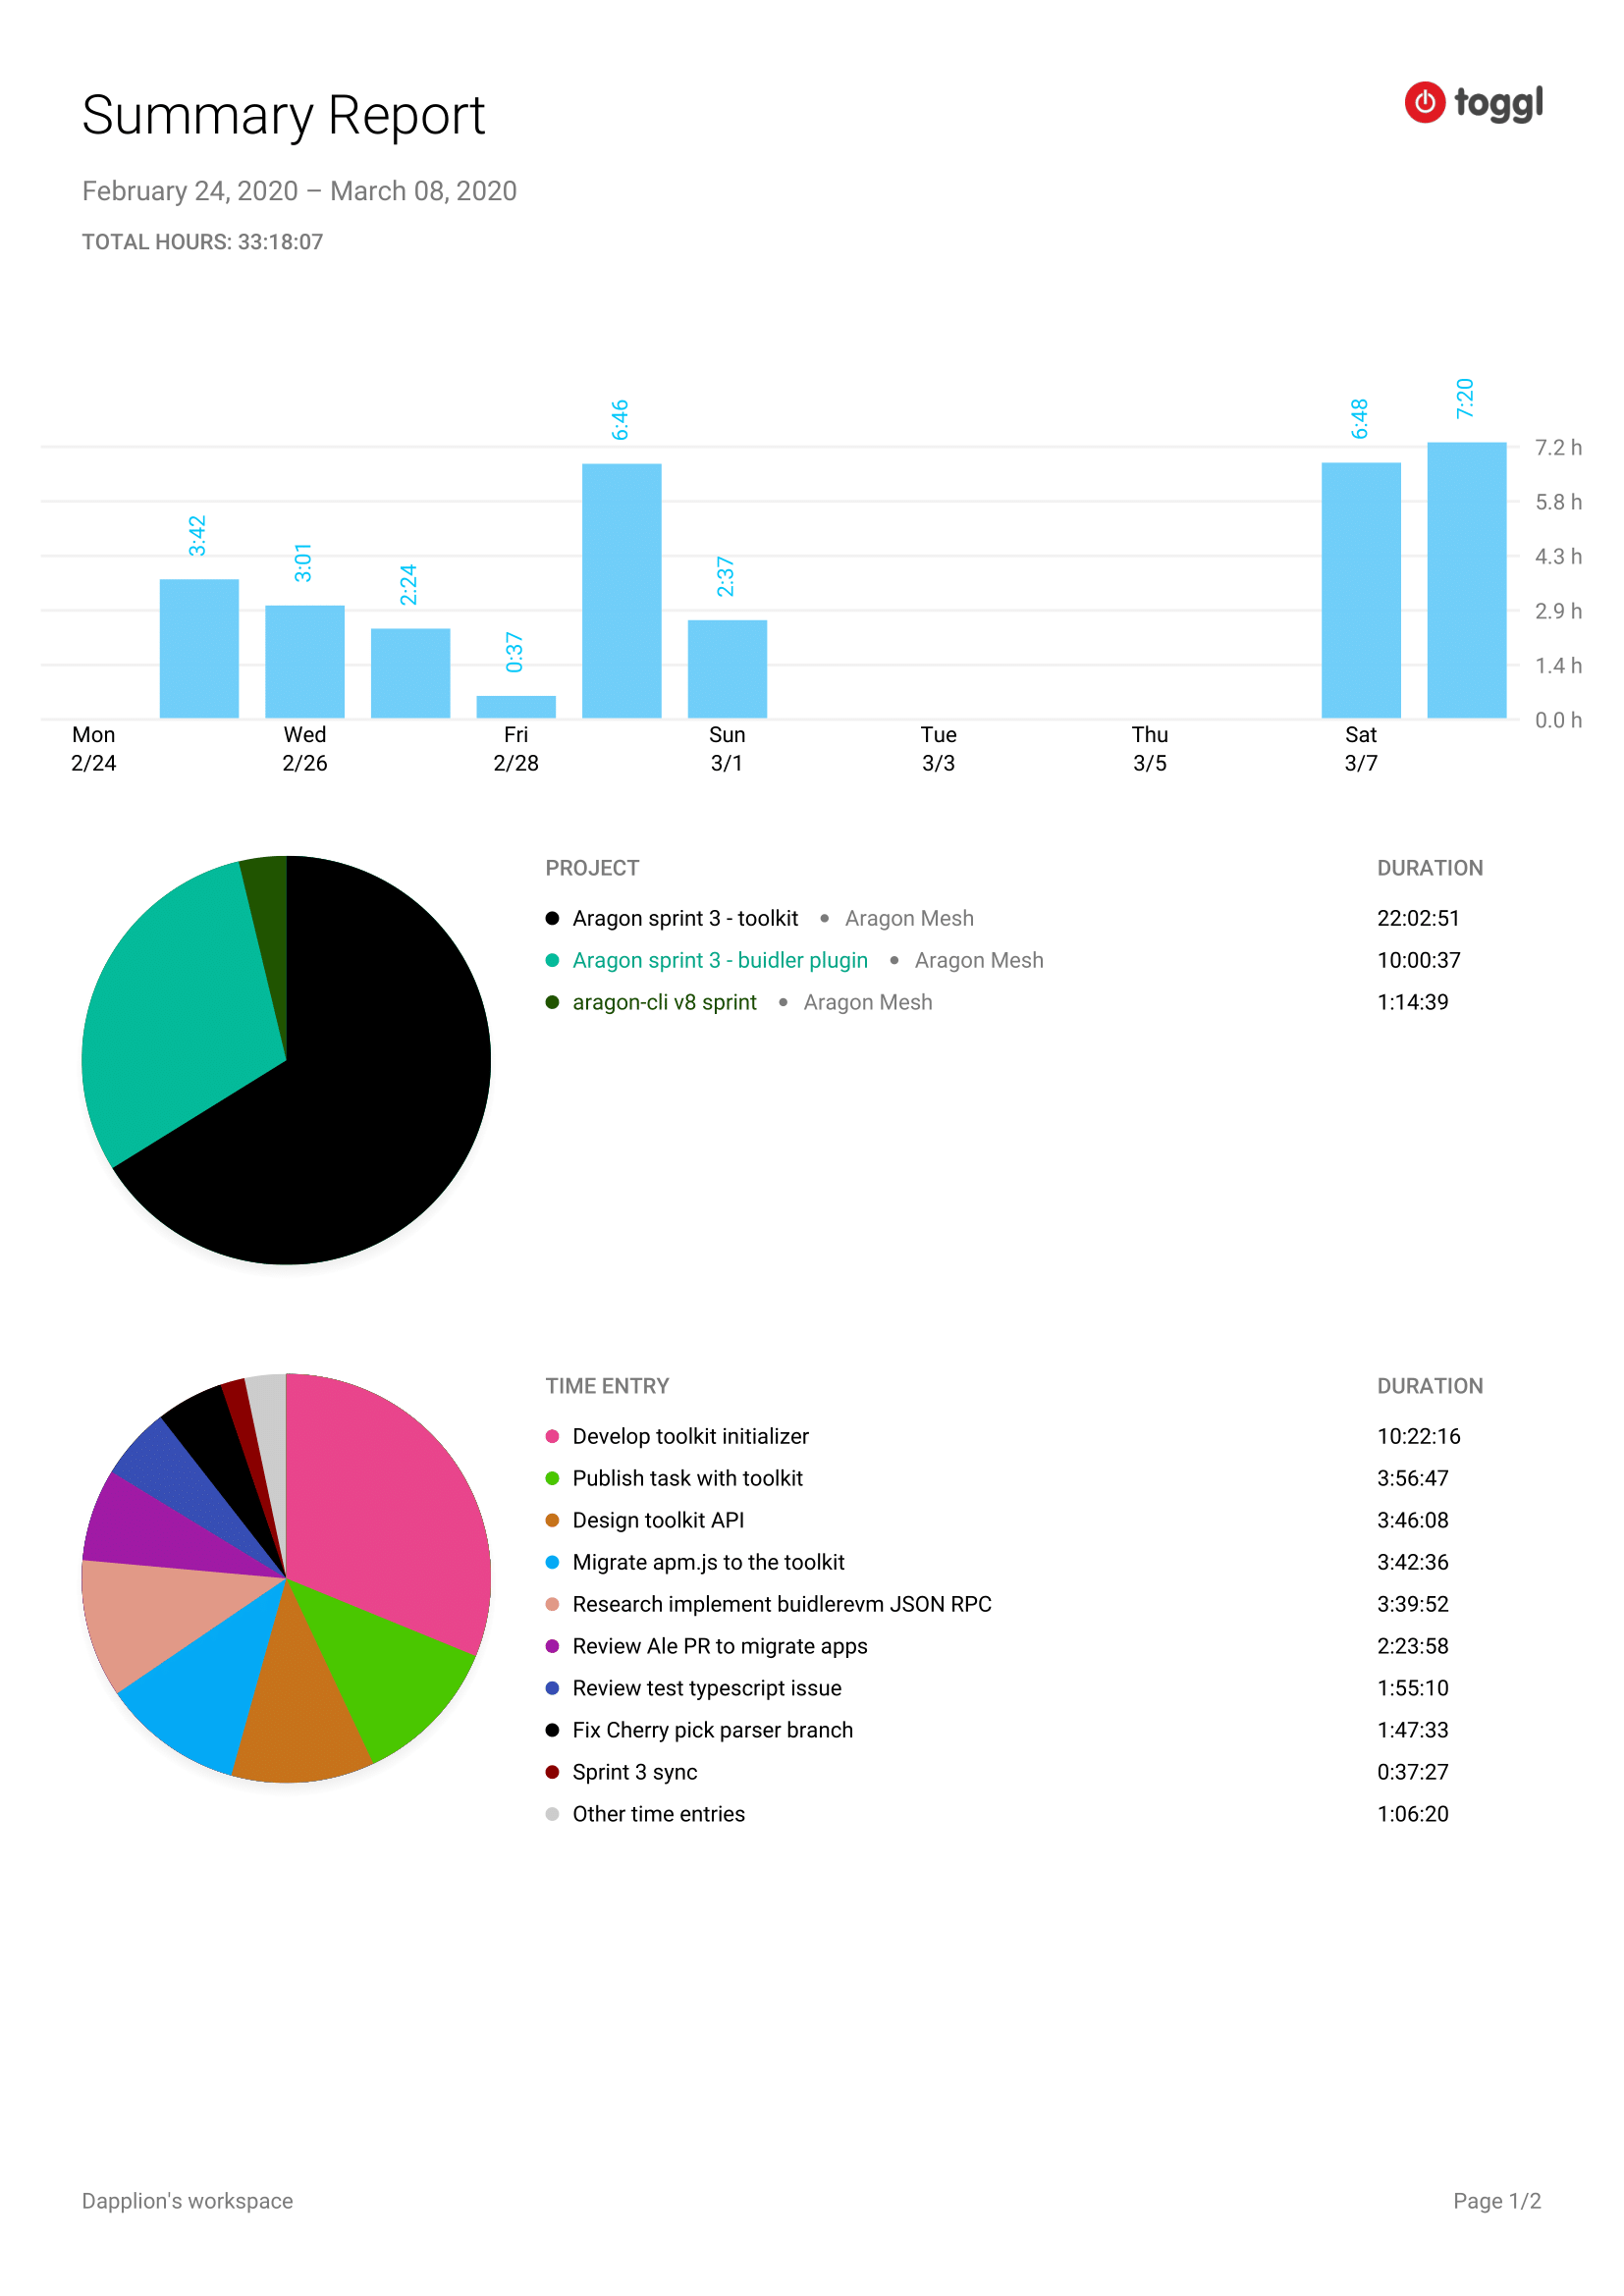 Summary Report
toggl
February 24, 2020 – March 08, 2020
TOTAL HOURS: 33:18:07
3:42
3:01
2:24
0:37
6:46
2:37
6:48
7:20
7.2 h
5.8 h
4.3 h
2.9 h
1.4 h
0.0 h
Mon 2/24
Wed 2/26
Fri 2/28
Sun 3/1
Tue 3/3
Thu 3/5
Sat 3/7
PROJECT DURATION
Aragon sprint 3 - toolkit • Aragon Mesh 22:02:51
Aragon sprint 3 - buidler plugin • Aragon Mesh 10:00:37
aragon-cli v8 sprint • Aragon Mesh 1:14:39
TIME ENTRY DURATION
Develop toolkit initializer 10:22:16
Publish task with toolkit 3:56:47
Design toolkit API 3:46:08
Migrate apm.js to the toolkit 3:42:36
Research implement buidlerevm JSON RPC 3:39:52
Review Ale PR to migrate apps 2:23:58
Review test typescript issue 1:55:10
Fix Cherry pick parser branch 1:47:33
Sprint 3 sync 0:37:27
Other time entries 1:06:20
Dapplion's workspace Page 1/2